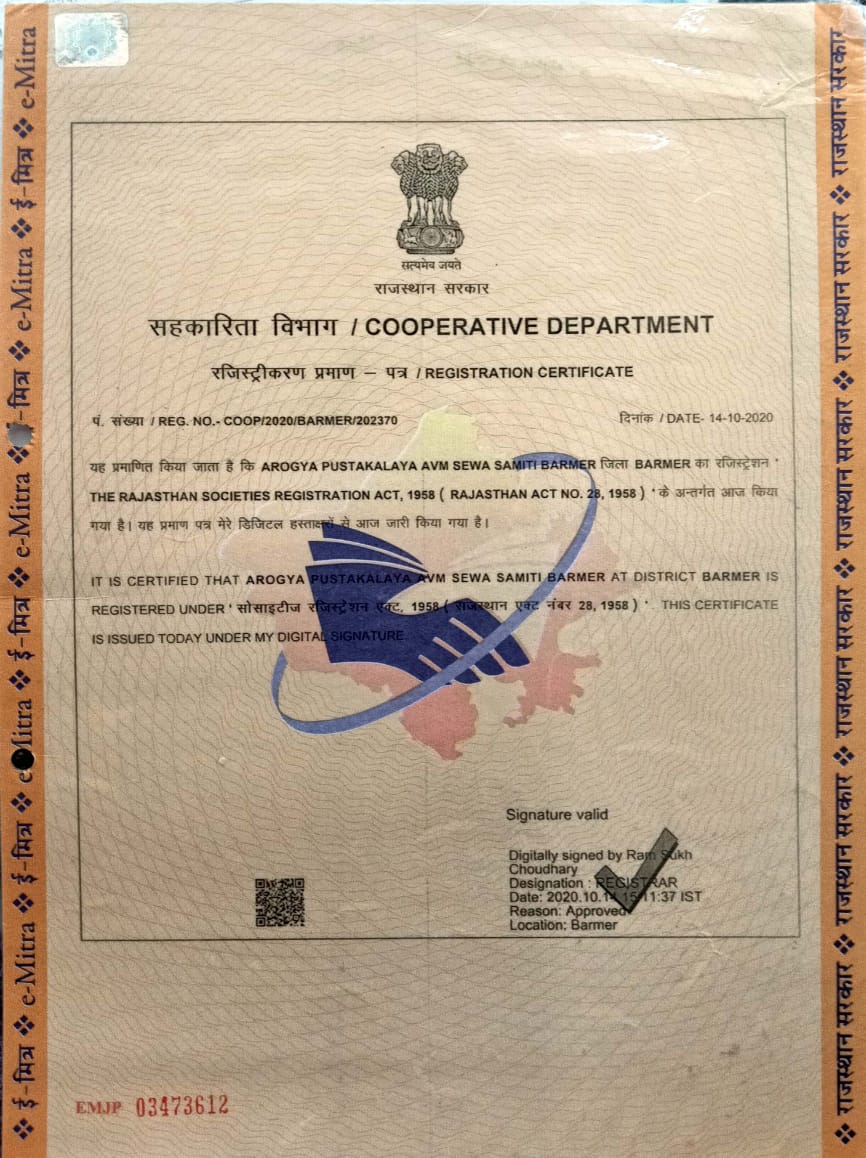 सत्यमेव जयते
राजस्थान सरकार
सहकारिता विभाग / COOPERATIVE DEPARTMENT
रजिस्ट्रीकरण प्रमाण – पत्र / REGISTRATION CERTIFICATE
पं. संख्या / REG. NO.- COOP/2020/BARMER/202370
दिनांक / DATE- 14-10-2020
यह प्रमाणित किया जाता है कि AROGYA PUSTAKALAYA AVM SEWA SAMITI BARMER जिला BARMER का रजिस्ट्रेशन '
THE RAJASTHAN SOCIETIES REGISTRATION ACT, 1958 ( RAJASTHAN ACT NO. 28, 1958 ) ' के अन्तर्गत आज किया
गया है। यह प्रमाण पत्र मेरे डिजिटल हस्ताक्षरों से आज जारी किया गया है।
IT IS CERTIFIED THAT AROGYA PUSTAKALAYA AVM SEWA SAMITI BARMER AT DISTRICT BARMER IS
REGISTERED UNDER ' सोसाइटीज रजिस्ट्रेशन एक्ट, 1958 ( राजस्थान एक्ट नंबर 28, 1958 ) ' . THIS CERTIFICATE
IS ISSUED TODAY UNDER MY DIGITAL SIGNATURE.
Signature valid
Digitally signed by Ram Sukh
Choudhary
Designation : REGISTRAR
Date: 2020.10.14 15:11:37 IST
Reason: Approved
Location: Barmer
EMJP 03473612
❖ ई-मित्र ❖ e-Mitra ❖ ई-मित्र ❖ e-Mitra ❖ ई-मित्र ❖ e-Mitra ❖ -मित्र ❖ e-Mitra ❖ ई-मित्र ❖ e-Mitra
❖ राजस्थान सरकार ❖ राजस्थान सरकार ❖ राजस्थान सरकार ❖ राजस्थान सरकार ❖ राजस्थान सरकार ❖ राजस्थान सरकार